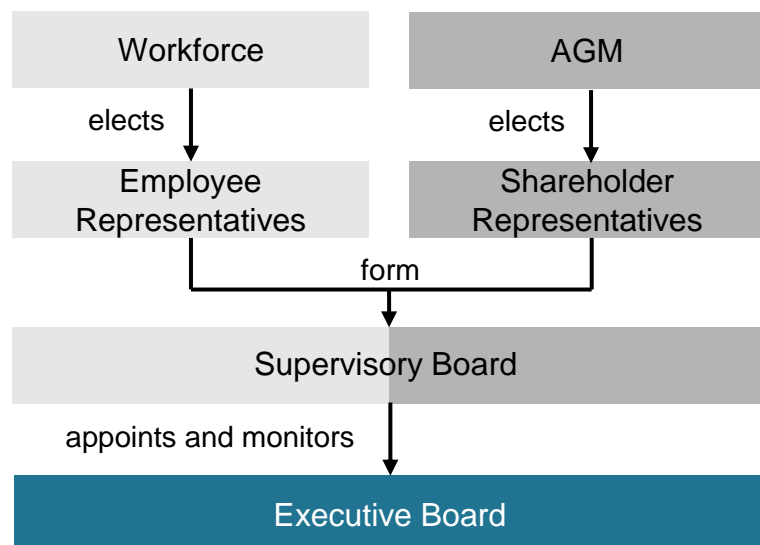 Workforce
AGM
elects
elects
Employee
Representatives
Shareholder
Representatives
form
Supervisory Board
appoints and monitors
Executive Board